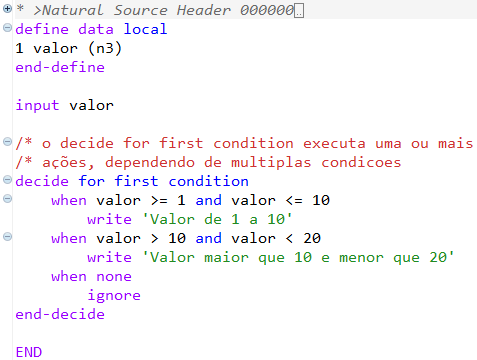 * >Natural Source Header 000000..
define data local
1 valor (n3)
end-define
input valor
/* o decide for first condition executa uma ou mais
/* ações, dependendo de multiplas condicoes
decide for first condition
when valor >= 1 and valor <= 10
write 'Valor de 1 a 10'
when valor > 10 and valor < 20
write 'Valor maior que 10 e menor que 20'
when none
ignore
end-decide
END